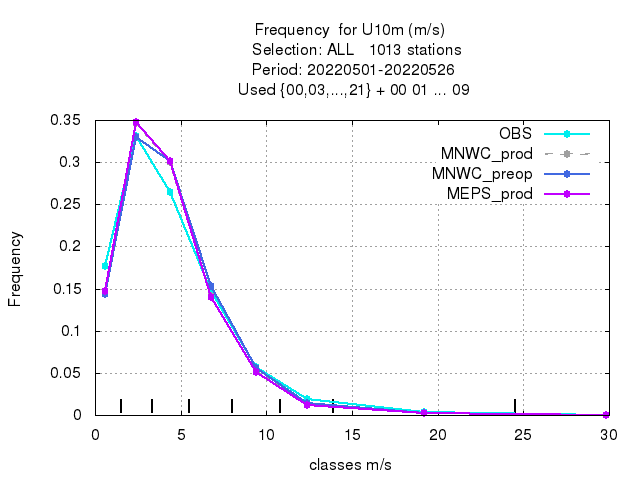 Frequency  for U10m (m/s)
Selection: ALL   1013 stations
Period: 20220501-20220526
Used {00,03,...,21} + 00 01 ... 09
OBS
MNWC_prod
MNWC_preop
MEPS_prod
0.35
0.3
0.25
0.2
0.15
0.1
0.05
0
Frequency
0 5 10 15 20 25 30
classes m/s